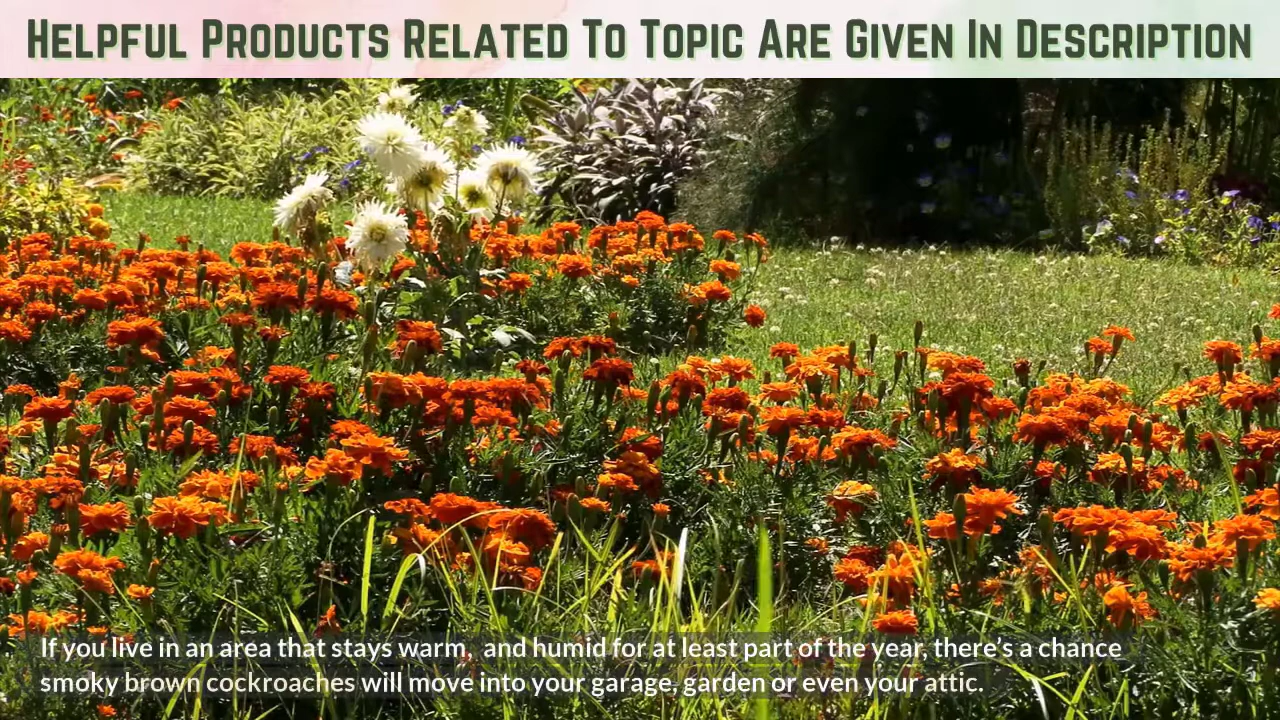 Helpful Products Related To Topic Are Given In Description
If you live in an area that stays warm,  and humid for at least part of the year, there's a chance
smoky brown cockroaches will move into your garage, garden or even your attic.